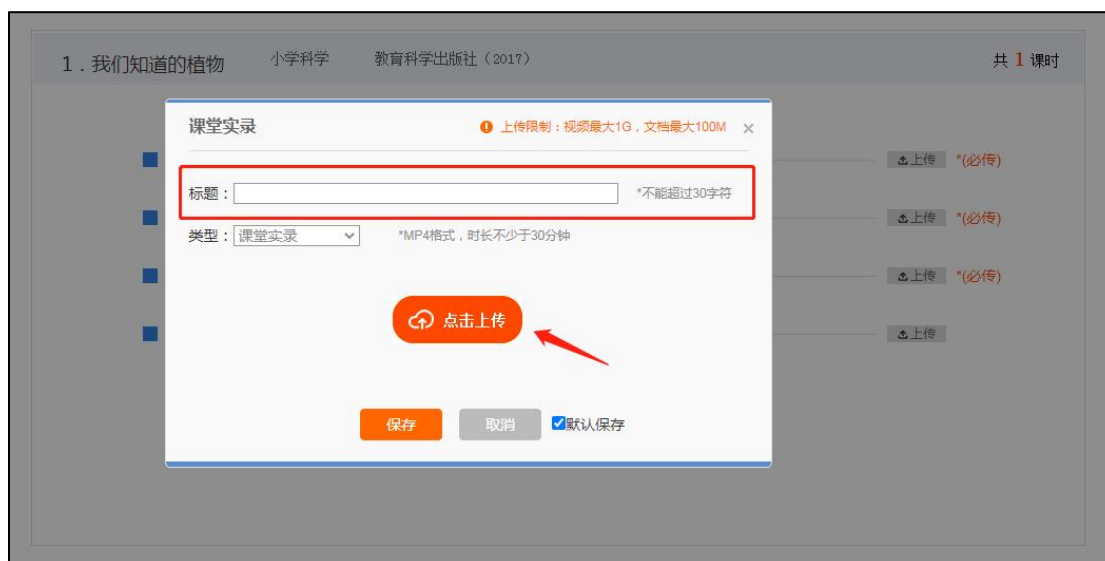 1．我们知道的植物 小学科学 教育科学出版社（2017） 共 1 课时
课堂实录 上传限制：视频最大1G，文档最大100M ×
上传 *(必传)
标题： *不能超过30字符
上传 *(必传)
类型：课堂实录 *MP4格式，时长不少于30分钟
上传 *(必传)
点击上传
上传
保存 取消 默认保存